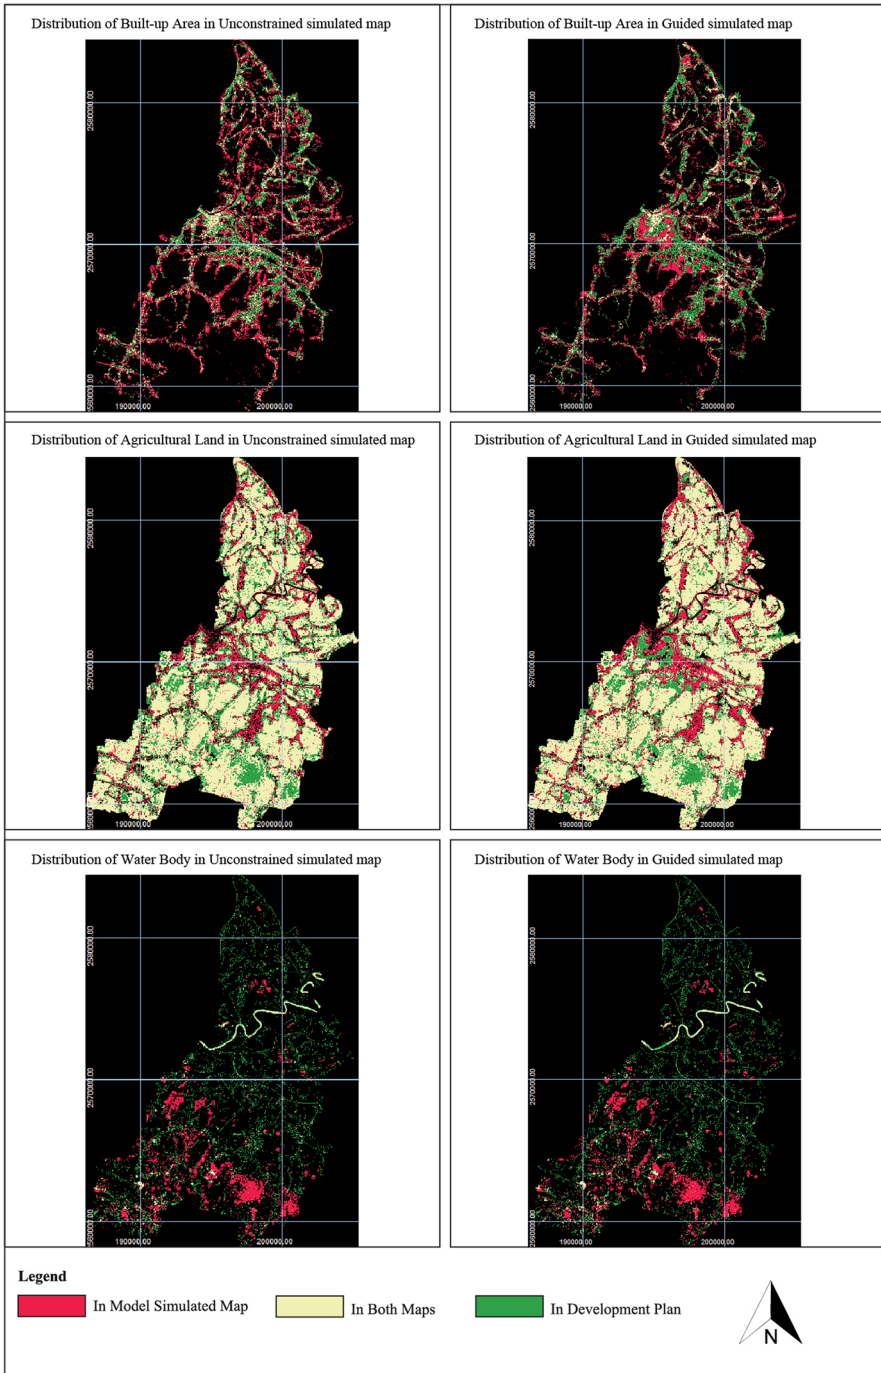 Distribution of Built-up Area in Unconstrained simulated map
2580000.00
2570000.00
2560000.00
190000.00
200000.00
Distribution of Built-up Area in Guided simulated map
2580000.00
2570000.00
2560000.00
190000.00
200000.00
Distribution of Agricultural Land in Unconstrained simulated map
2580000.00
2570000.00
2560000.00
190000.00
200000.00
Distribution of Agricultural Land in Guided simulated map
2580000.00
2570000.00
2560000.00
190000.00
200000.00
Distribution of Water Body in Unconstrained simulated map
2580000.00
2570000.00
2560000.00
190000.00
200000.00
Distribution of Water Body in Guided simulated map
2580000.00
2570000.00
2560000.00
190000.00
200000.00
Legend
In Model Simulated Map
In Both Maps
In Development Plan
N